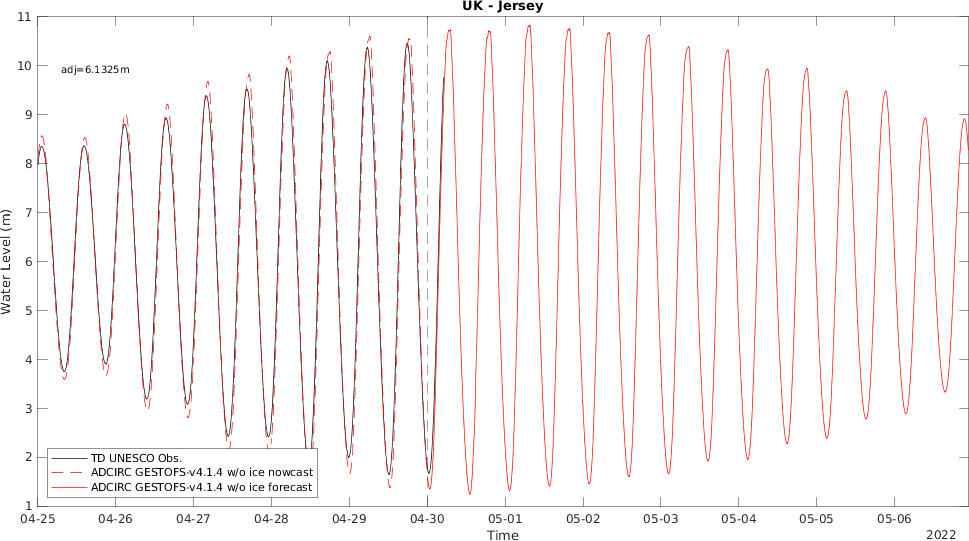 UK - Jersey
11
10
9
8
7
6
5
4
3
2
1
Water Level (m)
adj=6.1325m
TD UNESCO Obs.
ADCIRC GESTOFS-v4.1.4 w/o ice nowcast
ADCIRC GESTOFS-v4.1.4 w/o ice forecast
04-25 04-26 04-27 04-28 04-29 04-30 05-01 05-02 05-03 05-04 05-05 05-06
Time
2022